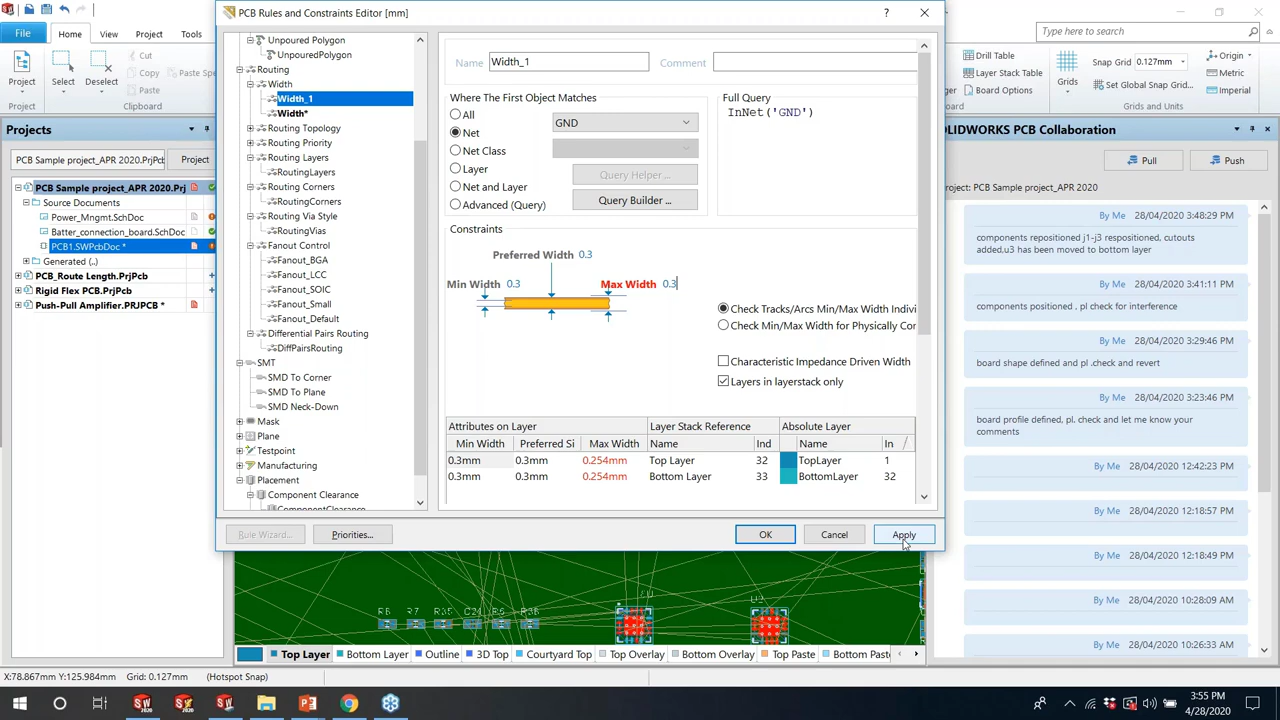 PCB Rules and Constraints Editor [mm]
?
File
Home
View
Project
Tools
Type here to search
Project
Select
Deselect
Cut
Copy
Paste
Paste Spe
Project
Clipboard
Drill Table
Layer Stack Table
Board Options
Grids
Snap Grid
0.127mm
Set Global Snap Grid
Origin
Metric
Imperial
Grids and Units
Projects
PCB Sample project_APR 2020.PrjPcb
Project
PCB Sample project_APR 2020.Prj
Source Documents
Power_Mngmt.SchDoc
Batter_connection_board.SchDoc
PCB1.SWPcbDoc *
Generated (..)
PCB_Route Length.PrjPcb
Rigid Flex PCB.PrjPcb
Push-Pull Amplifier.PRJPCB *
Unpoured Polygon
UnpouredPolygon
Routing
Width
Width_1
Width*
Routing Topology
Routing Priority
Routing Layers
RoutingLayers
Routing Corners
RoutingCorners
Routing Via Style
RoutingVias
Fanout Control
Fanout_BGA
Fanout_LCC
Fanout_SOIC
Fanout_Small
Fanout_Default
Differential Pairs Routing
DiffPairsRouting
SMT
SMD To Corner
SMD To Plane
SMD Neck-Down
Mask
Plane
Testpoint
Manufacturing
Placement
Component Clearance
ComponentClearance
Name
Width_1
Comment
Where The First Object Matches
All
Net
Net Class
Layer
Net and Layer
Advanced (Query)
GND
Query Helper ...
Query Builder ...
Full Query
InNet('GND')
Constraints
Preferred Width 0.3
Min Width 0.3
Max Width 0.3
Check Tracks/Arcs Min/Max Width Indivi
Check Min/Max Width for Physically Cor
Characteristic Impedance Driven Width
Layers in layerstack only
Attributes on Layer
Layer Stack Reference
Absolute Layer
Min Width
Preferred Si
Max Width
Name
Ind
Name
In
0.3mm 0.3mm 0.254mm Top Layer 32 TopLayer 1
0.3mm 0.3mm 0.254mm Bottom Layer 33 BottomLayer 32
Rule Wizard...
Priorities...
OK
Cancel
Apply
OLIDWORKS PCB Collaboration
Pull
Push
oject: PCB Sample project_APR 2020
By Me 28/04/2020 3:48:29 PM
components repositioned j1-j3 respositioned, cutouts
added.u3 has been moved to bottom layer
By Me 28/04/2020 3:41:11 PM
components positioned , pl check for interference
By Me 28/04/2020 3:29:46 PM
board shape defined and pl .check and revert
By Me 28/04/2020 3:26:43 PM
board profile defined, pl. check and let me know your
comments
By Me 28/04/2020 12:42:23 PM
By Me 28/04/2020 12:18:57 PM
By Me 28/04/2020 12:18:49 PM
By Me 28/04/2020 10:28:09 AM
By Me 28/04/2020 10:26:33 AM
R7
Top Layer
Bottom Layer
Outline
3D Top
Courtyard Top
Top Overlay
Bottom Overlay
Top Paste
Bottom Paste
X:78.867mm Y:125.984mm Grid: 0.127mm
(Hotspot Snap)
3:55 PM
4/28/2020